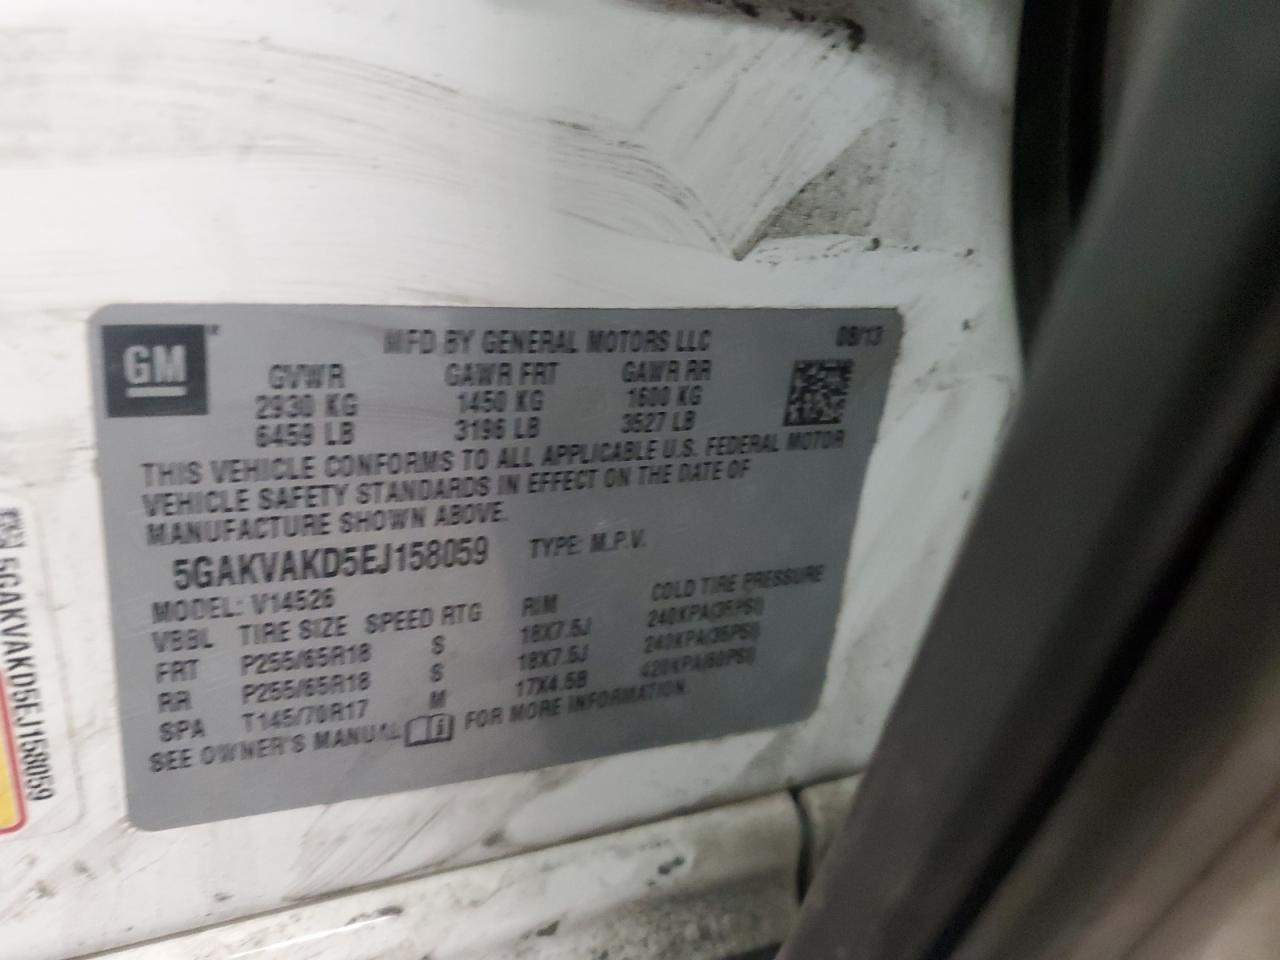 GM
MFD BY GENERAL MOTORS LLC 08/13
GVWR GAWR FRT GAWR RR
2930 KG 1450 KG 1600 KG
6459 LB 3196 LB 3527 LB
THIS VEHICLE CONFORMS TO ALL APPLICABLE U.S. FEDERAL MOTOR
VEHICLE SAFETY STANDARDS IN EFFECT ON THE DATE OF
MANUFACTURE SHOWN ABOVE.
5GAKVAKD5EJ158059 TYPE: M.P.V.
MODEL: V14526
VBBL TIRE SIZE SPEED RTG RIM COLD TIRE PRESSURE
FRT P255/65R18 S 18X7.5J 240KPA(35PSI)
RR P255/65R18 S 18X7.5J 240KPA(35PSI)
SPA T145/70R17 M 17X4.5B 420KPA(60PSI)
SEE OWNER'S MANUAL FOR MORE INFORMATION.
5GAKVAKD5EJ158059